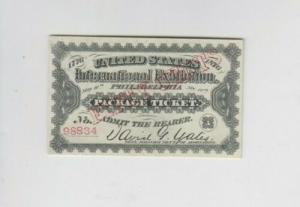 1776 UNITED STATES 1876
International Exhibition.
PHILADELPHIA
PACKAGE TICKET.
No.
98834
ADMIT THE BEARER.
David G. Yates.